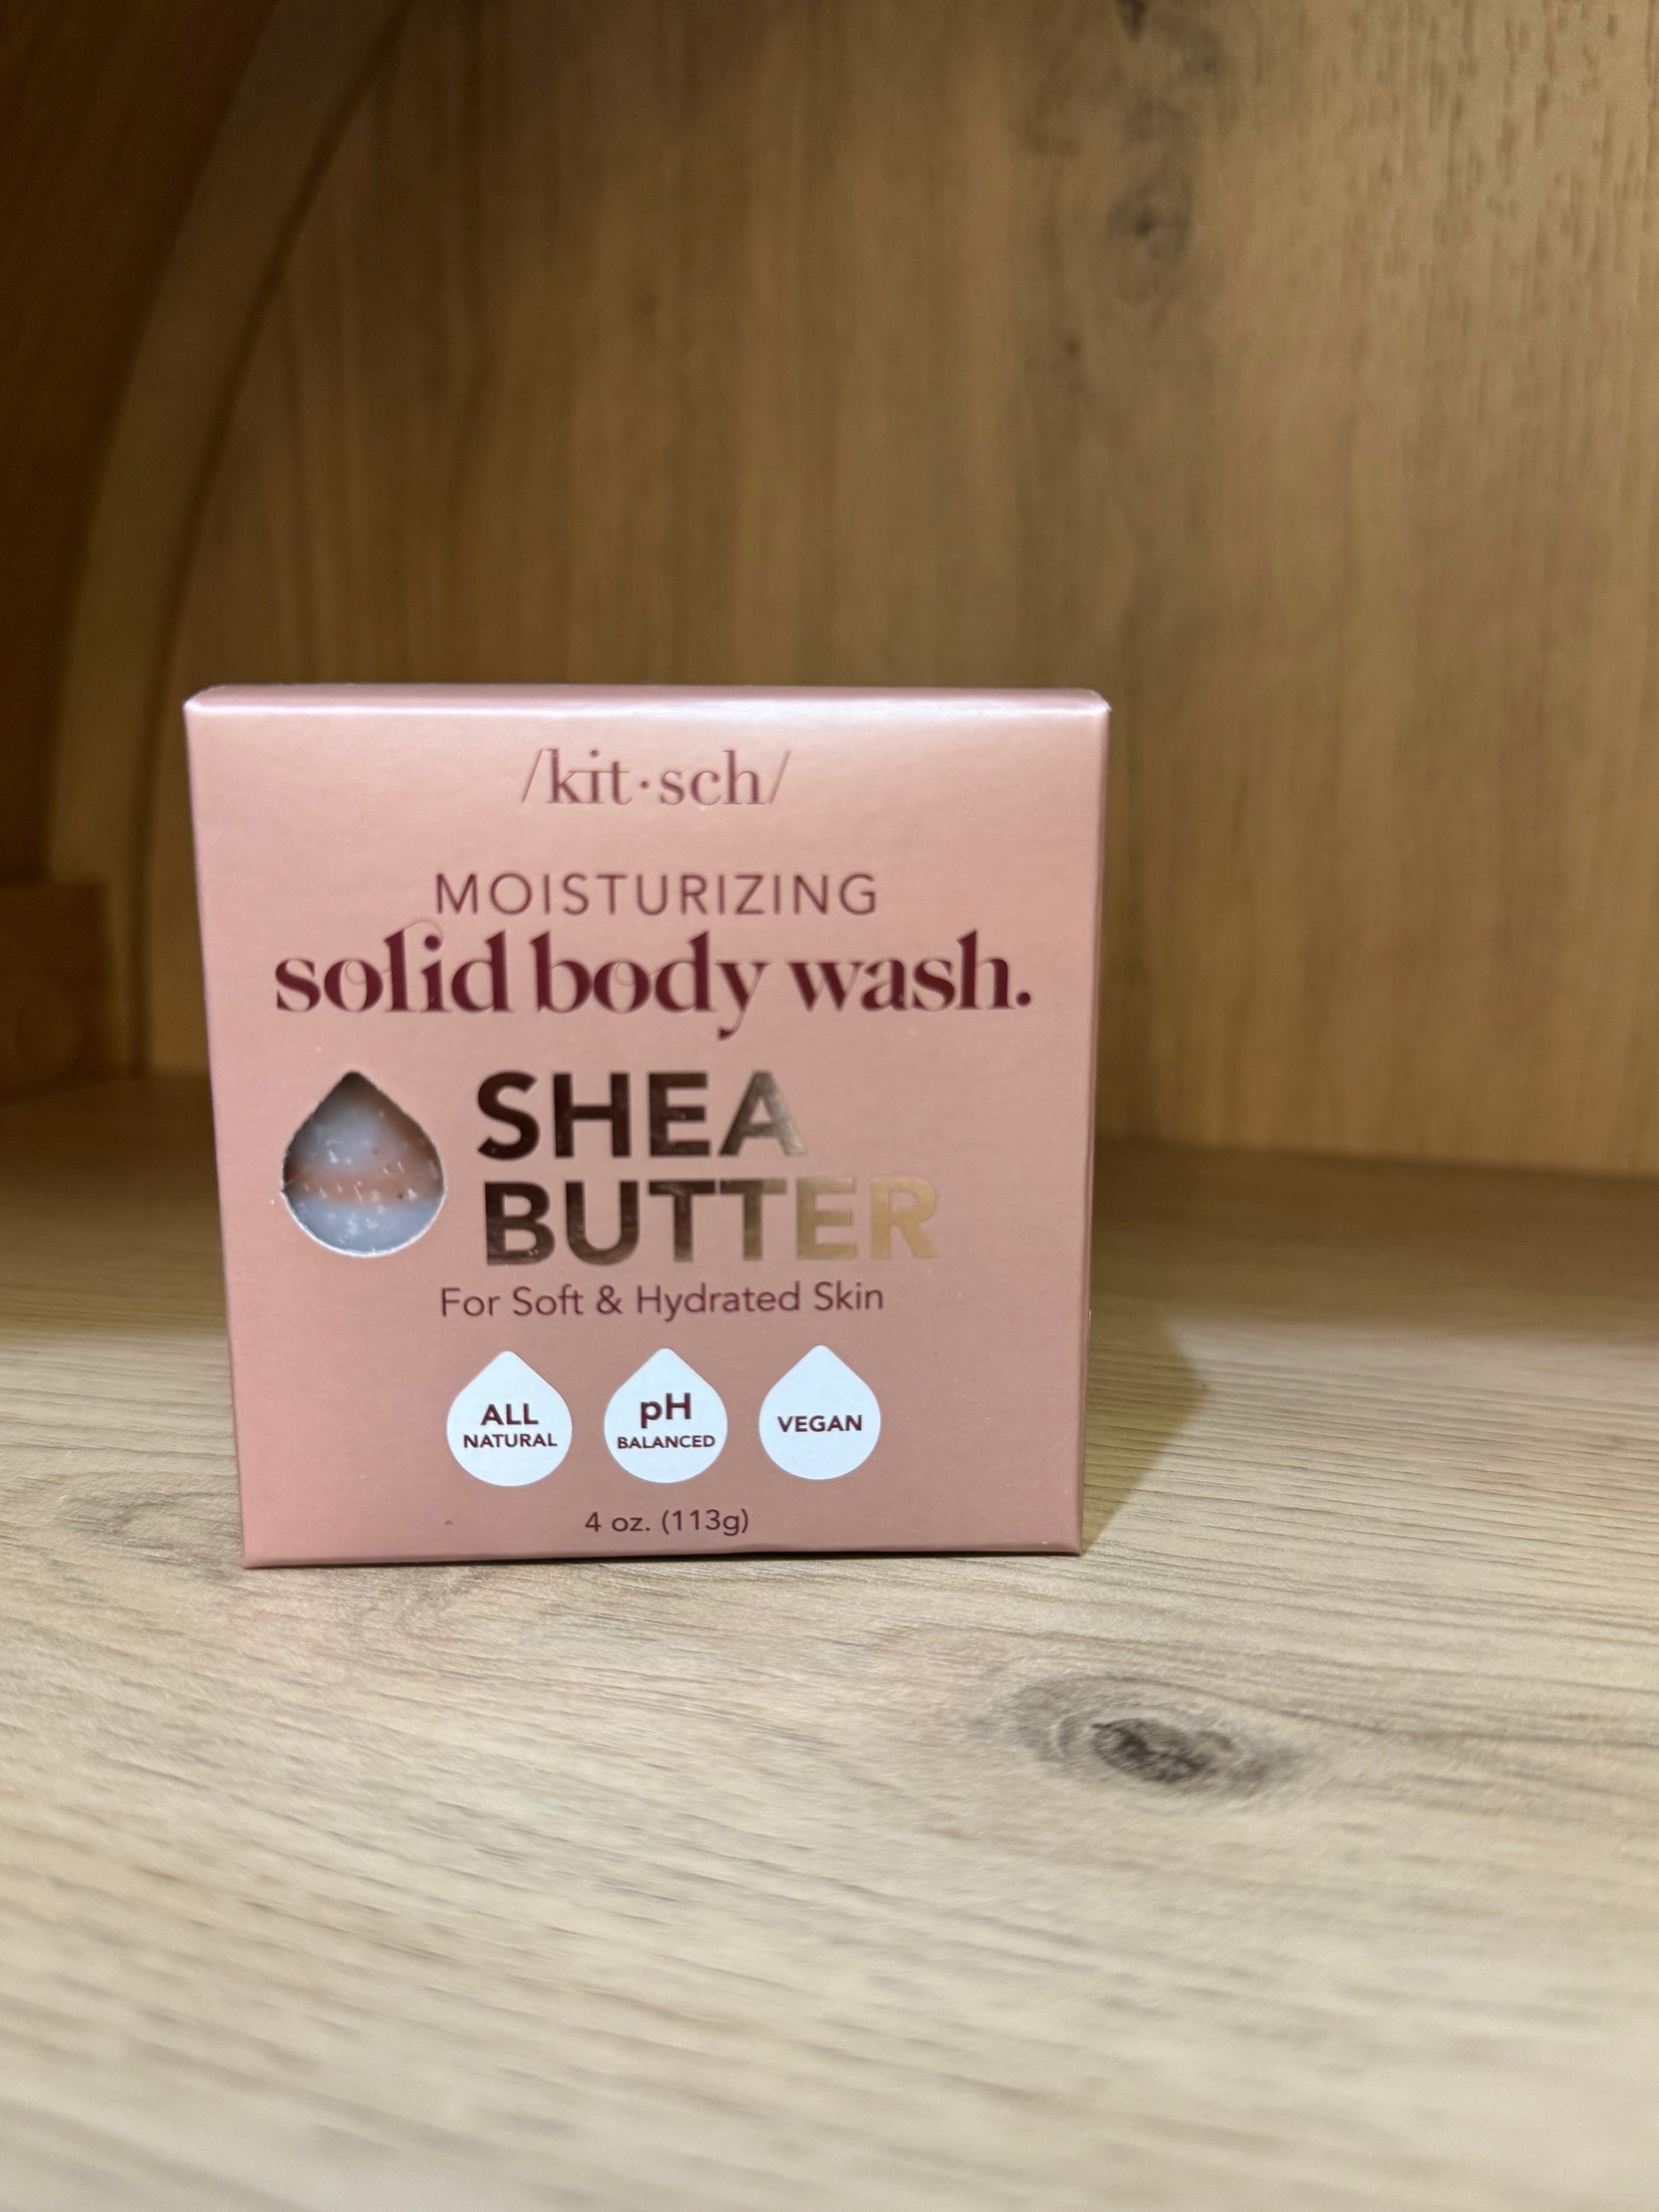 /kit·sch/
MOISTURIZING
solid body wash.
SHEA
BUTTER
For Soft & Hydrated Skin
ALL
NATURAL
pH
BALANCED
VEGAN
4 oz. (113g)